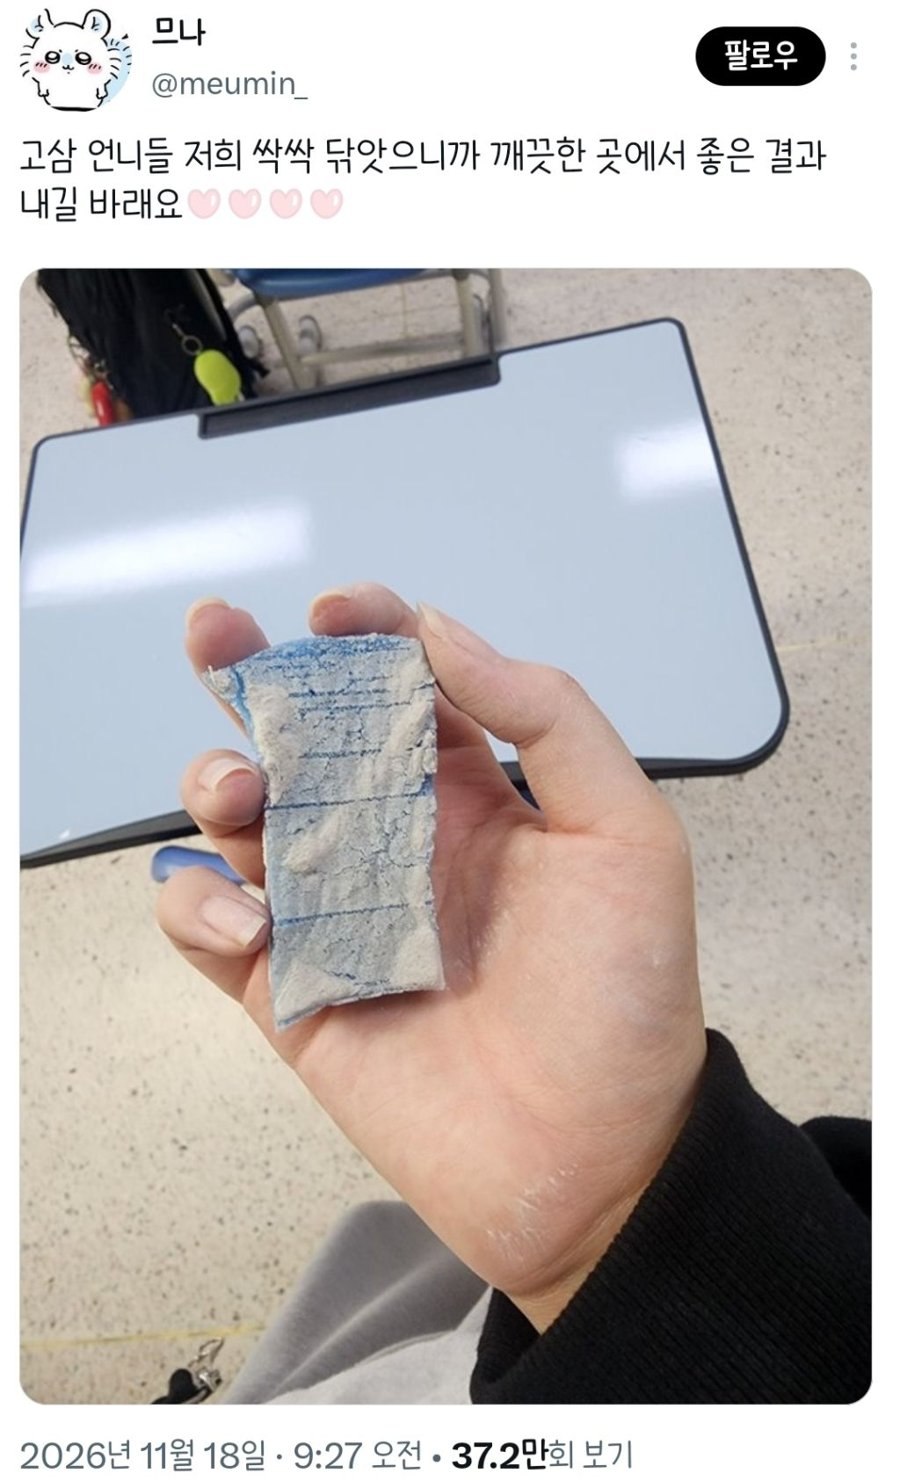 므나
@meumin_
팔로우
고삼 언니들 저희 싹싹 닦앗으니까 깨끗한 곳에서 좋은 결과
내길 바래요🩷🩷🩷🩷
2026년 11월 18일 · 9:27 오전 • 37.2만회 보기